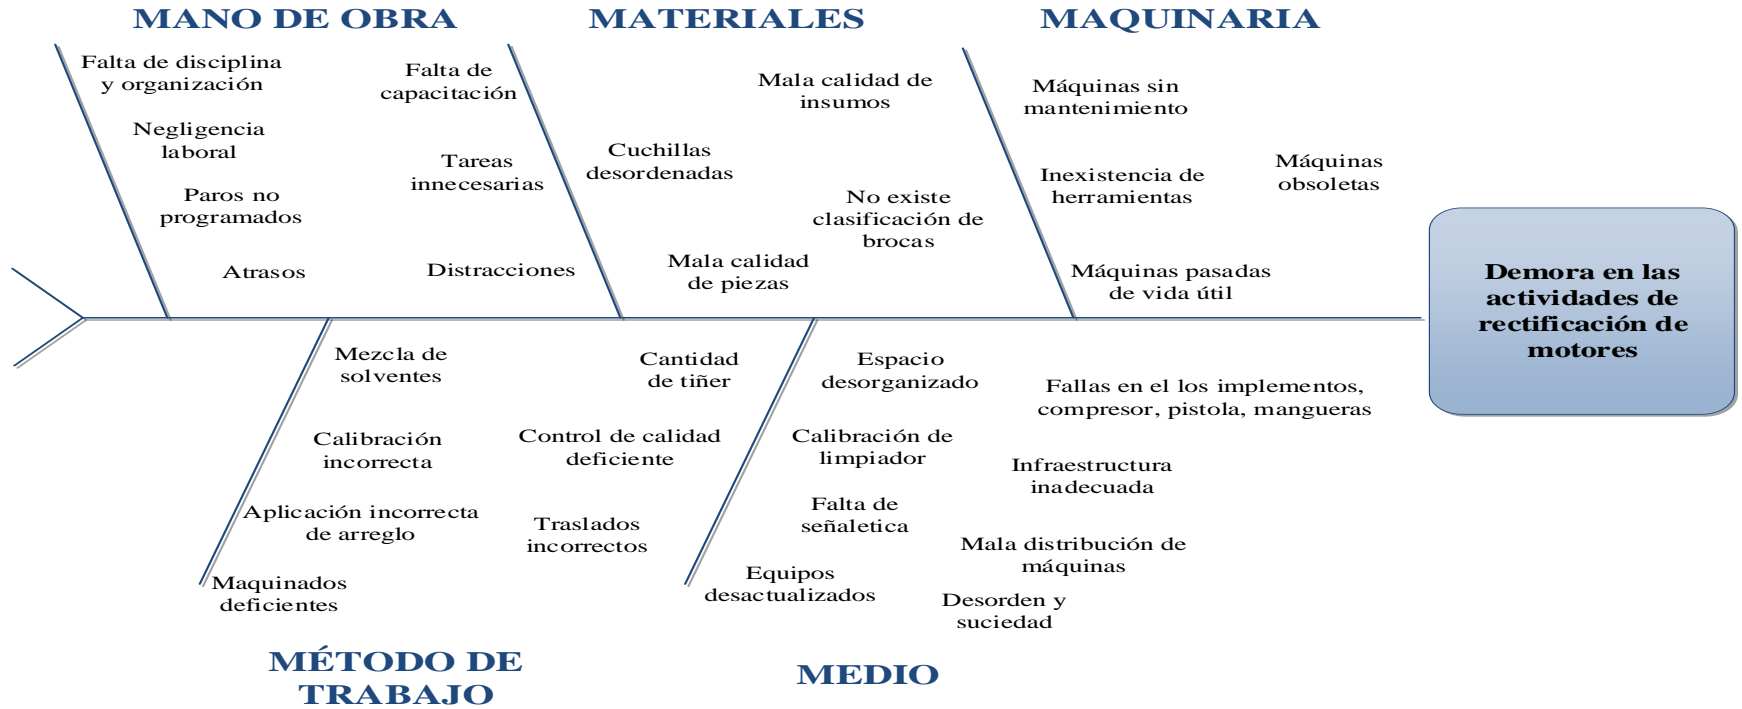 MANO DE OBRA
MATERIALES
MAQUINARIA
Falta de disciplina
y organización
Falta de
capacitación
Negligencia
laboral
Tareas
innecesarias
Paros no
programados
Atrasos
Distracciones
Mala calidad de
insumos
Cuchillas
desordenadas
No existe
clasificación de
brocas
Mala calidad
de piezas
Máquinas sin
mantenimiento
Inexistencia de
herramientas
Máquinas
obsoletas
Máquinas pasadas
de vida útil
Demora en las
actividades de
rectificación de
motores
Mezcla de
solventes
Cantidad
de tiñer
Calibración
incorrecta
Control de calidad
deficiente
Aplicación incorrecta
de arreglo
Traslados
incorrectos
Maquinados
deficientes
Espacio
desorganizado
Fallas en el los implementos,
compresor, pistola, mangueras
Calibración de
limpiador
Infraestructura
inadecuada
Falta de
señaletica
Mala distribución de
máquinas
Equipos
desactualizados
Desorden y
suciedad
MÉTODO DE
TRABAJO
MEDIO